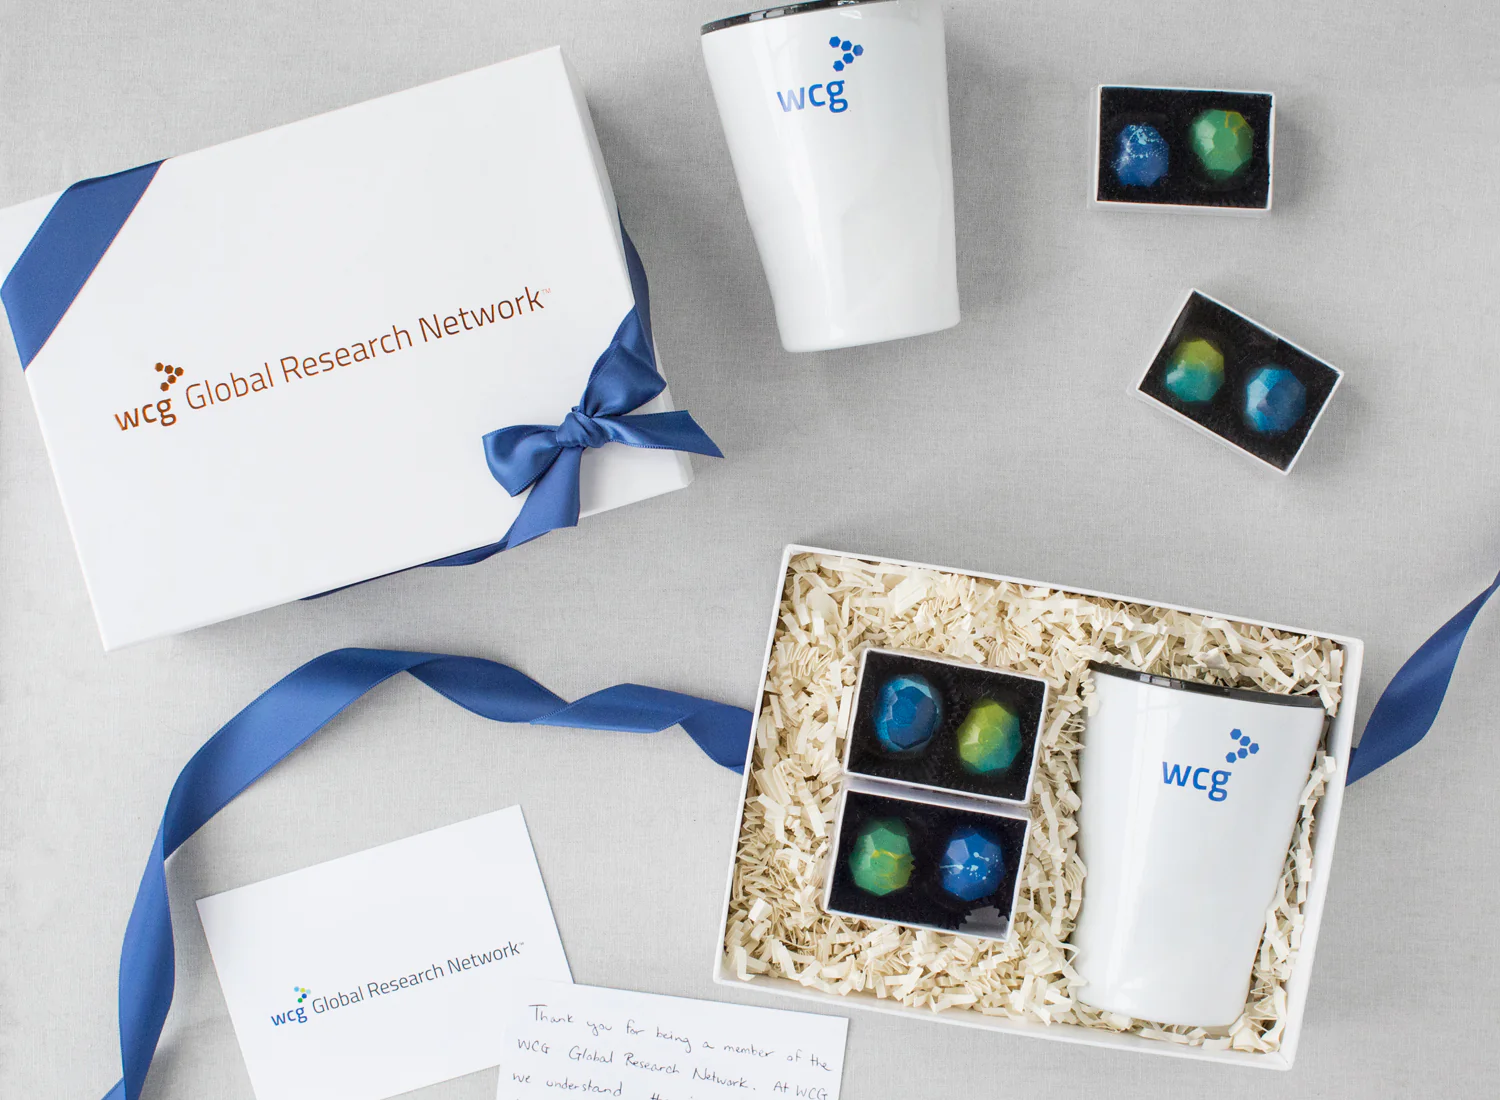 wcg
wcg Global Research Network™
wcg
wcg Global Research Network™
Thank you for being a member of the
WCG Global Research Network. At WCG
we understand